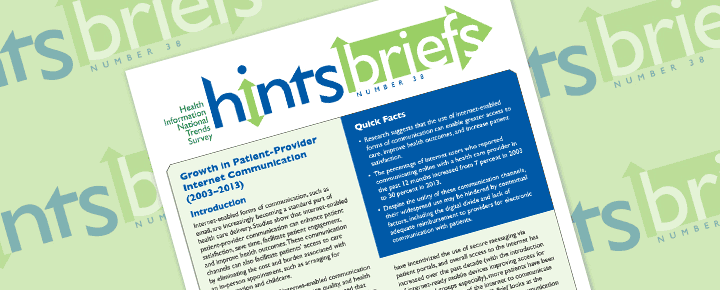 hintsbriefs
NUMBER 38
Health
Information
National
Trends
Survey
Growth in Patient-Provider
Internet Communication
(2003–2013)
Introduction
Internet-enabled forms of communication, such as
email, are increasingly becoming a standard part of
health care delivery. Studies show that internet-enabled
patient-provider communication can enhance patient
satisfaction, save time, facilitate patient engagement,
and improve health outcomes. These communication
channels can also facilitate patients' access to care
by eliminating the cost and burden associated with
an in-person appointment, such as arranging for
and childcare.
internet-enabled communication
quality, and health
that
Quick Facts
• Research suggests that the use of internet-enabled
forms of communication can enable greater access to
care, improve health outcomes, and increase patient
satisfaction.
• The percentage of Internet users who reported
communicating online with a health care provider in
the past 12 months increased from 7 percent in 2003
to 30 percent in 2013.
• Despite the utility of these communication channels,
their widespread use may be hindered by contextual
factors, including the digital divide and lack of
adequate reimbursement to providers for electronic
communication with patients.
have incentivized the use of secure messaging via
patient portals, and overall access to the internet has
increased over the past decade (with the introduction
of internet-ready mobile devices improving access for
groups especially), more patients have been
of the internet to communicate
Brief looks at the
communication
nts briefs
NUMBER 38
hintsbriefs
NUMBER 38
hints
hints
NUMBER 38
briefs
NUMBER 38